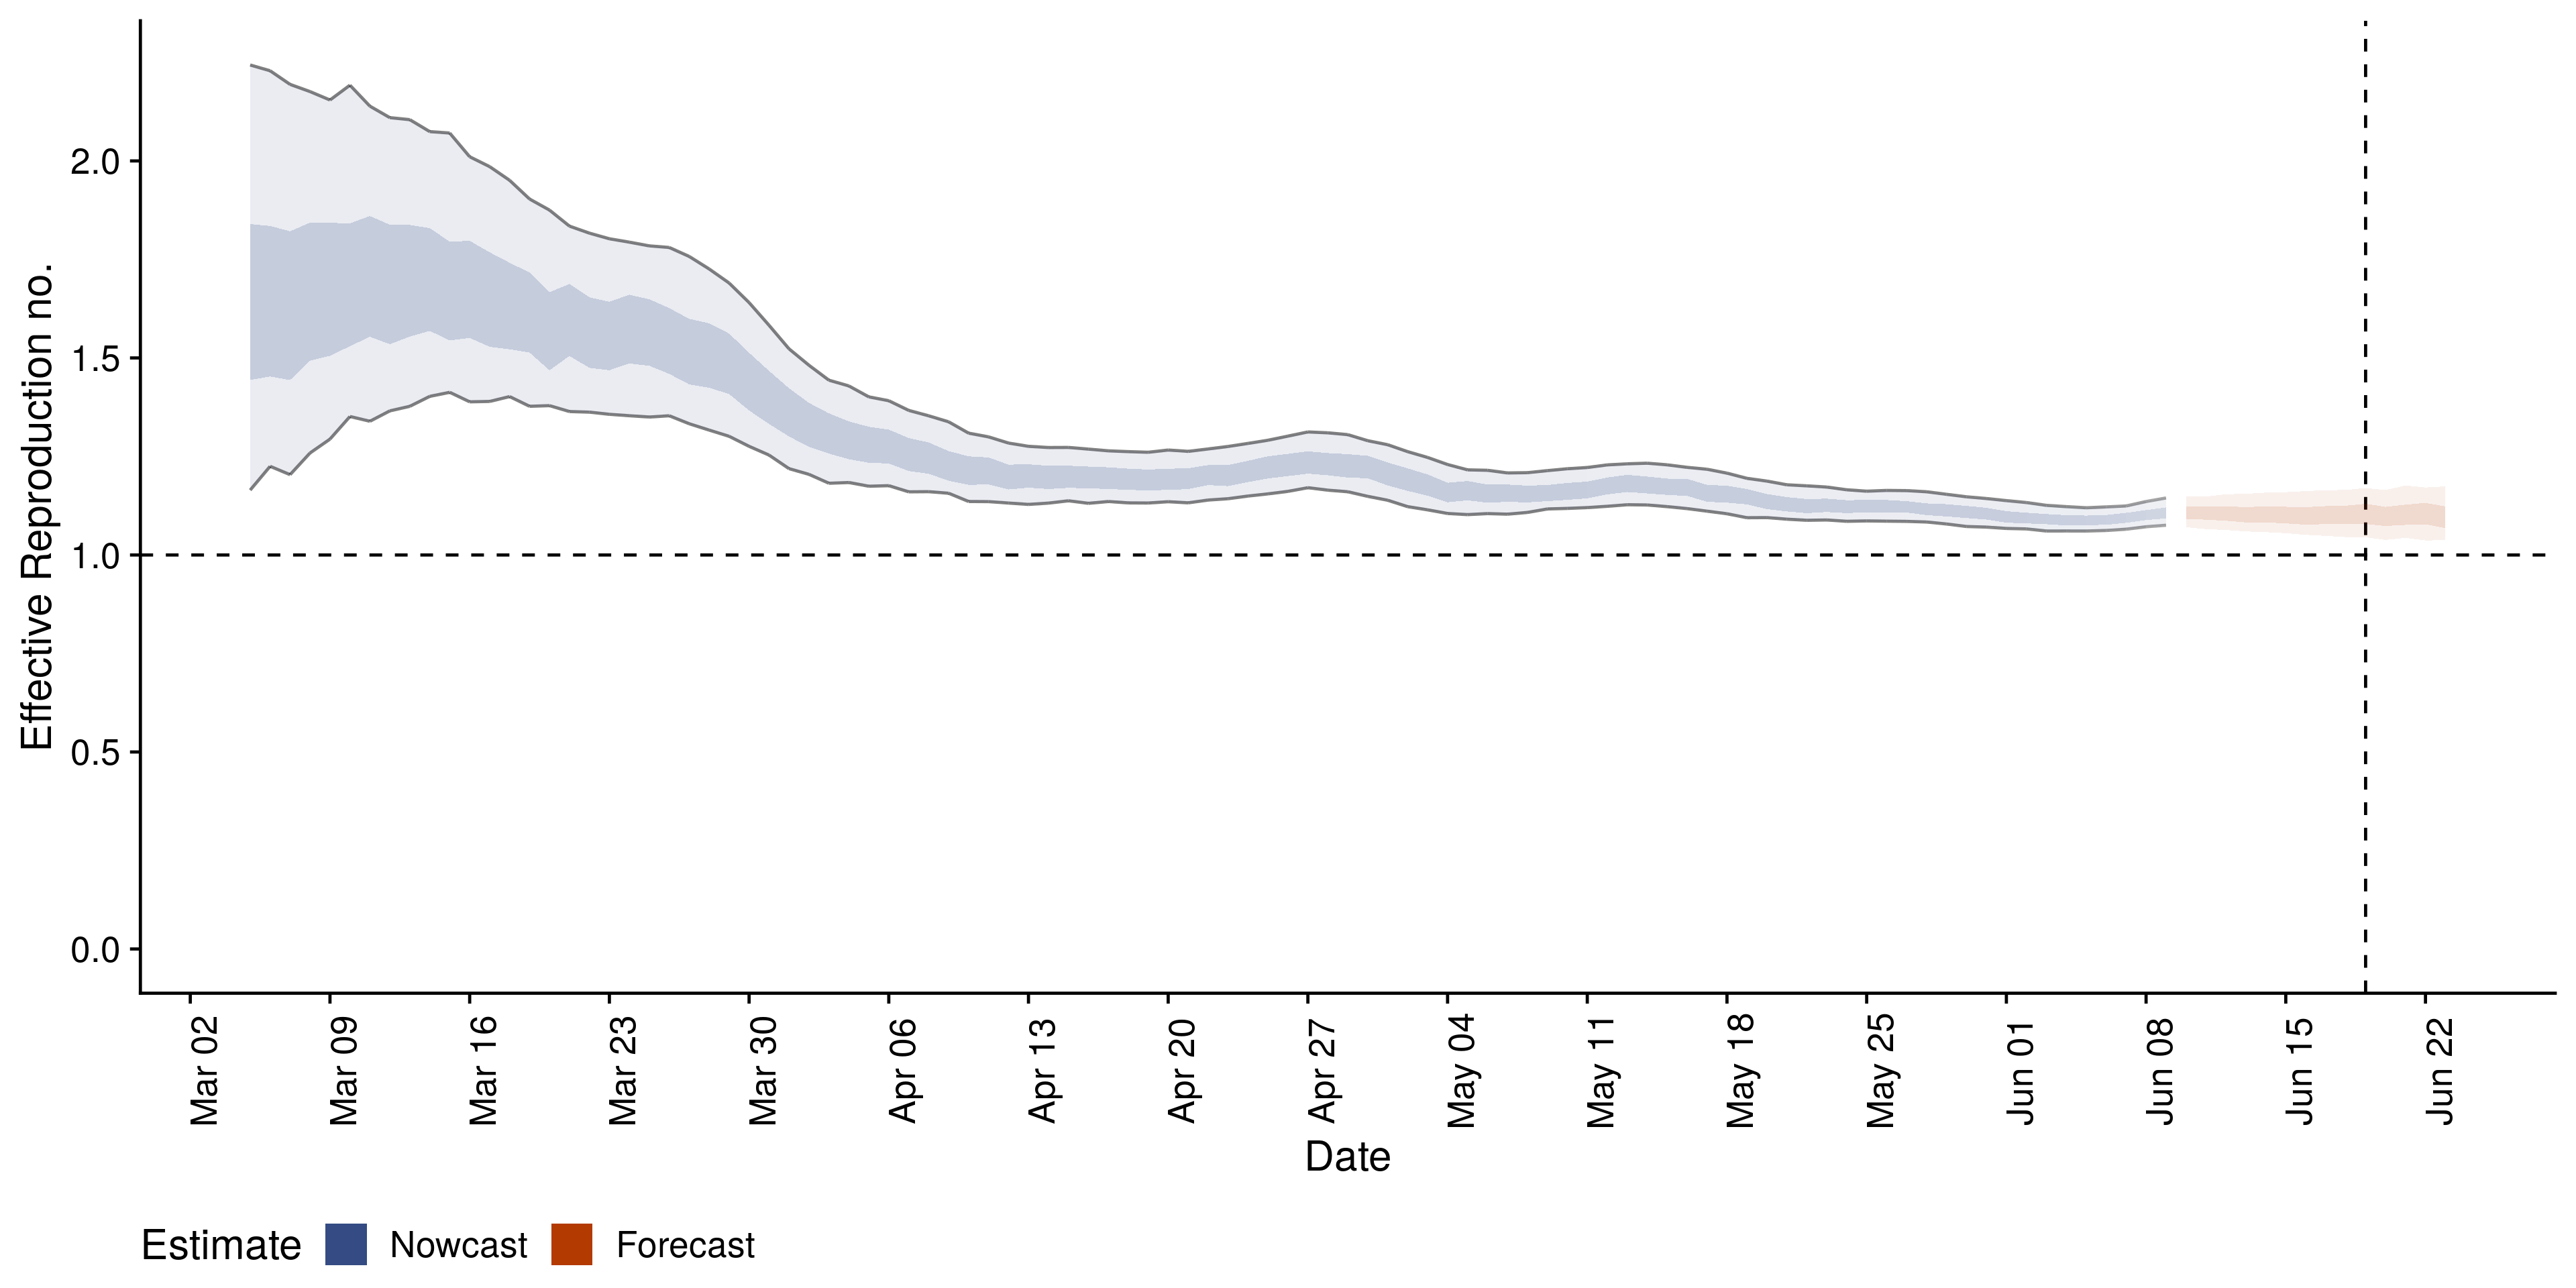 Effective Reproduction no.
2.0
1.5
1.0
0.5
0.0
Mar 02
Mar 09
Mar 16
Mar 23
Mar 30
Apr 06
Apr 13
Apr 20
Apr 27
May 04
May 11
May 18
May 25
Jun 01
Jun 08
Jun 15
Jun 22
Date
Estimate Nowcast Forecast